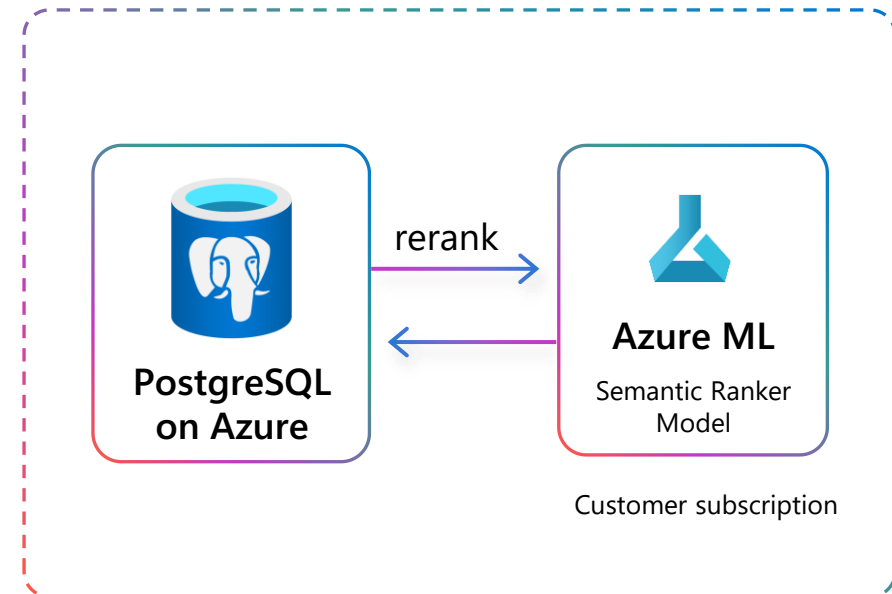 rerank
PostgreSQL
on Azure
Azure ML
Semantic Ranker
Model
Customer subscription